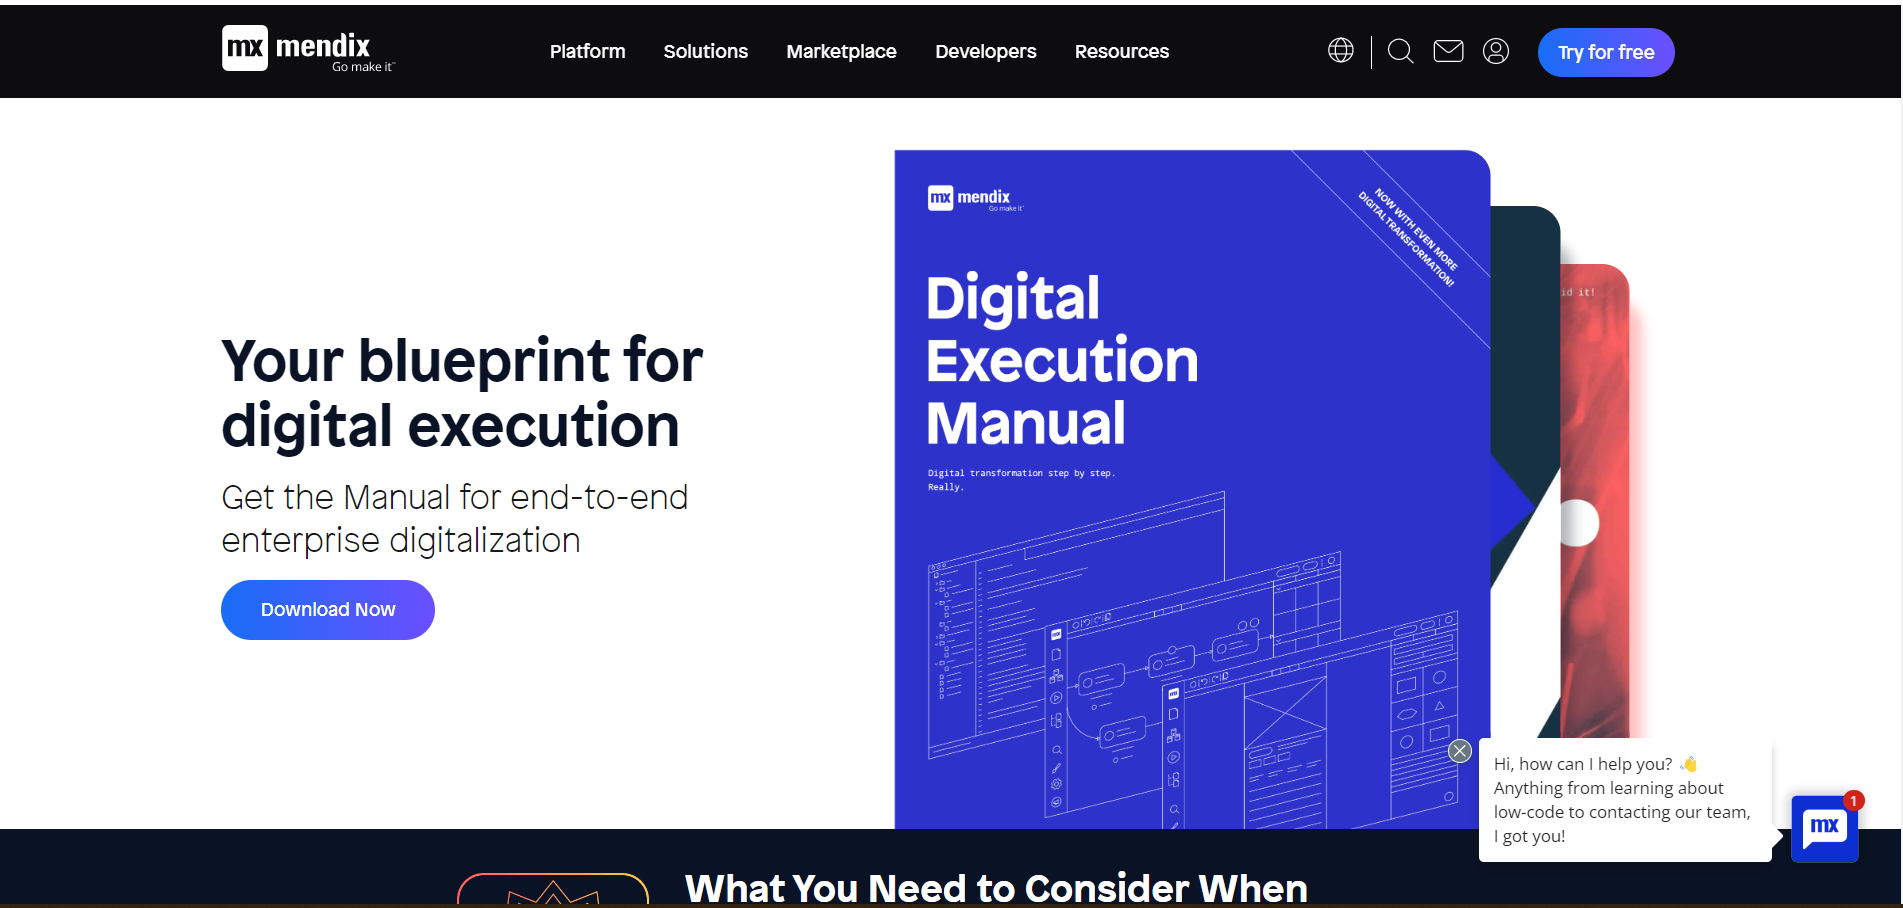 mx mendix
Go make it™
Platform
Solutions
Marketplace
Developers
Resources
Try for free
Your blueprint for
digital execution
Get the Manual for end-to-end
enterprise digitalization
Download Now
mx mendix
Go make it™
NOW WITH EVEN MORE
DIGITAL TRANSFORMATION!
Digital
Execution
Manual
Digital transformation step by step.
Really.
mx
mx
id it!
Hi, how can I help you? 👋
Anything from learning about
low-code to contacting our team,
I got you!
1
mx
What You Need to Consider When